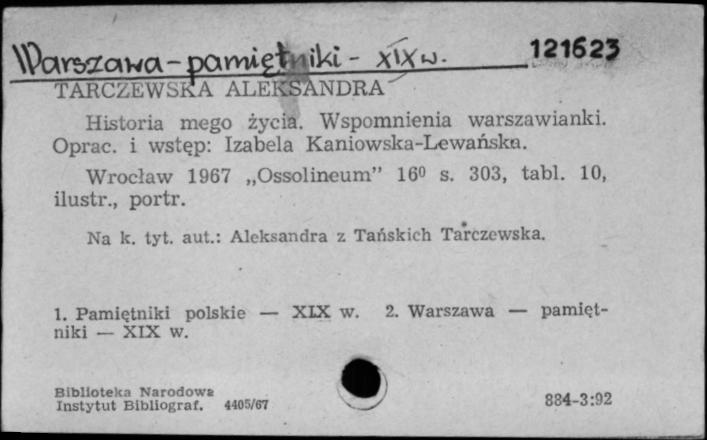 Warszawa - pamiętniki - XIX w. 121623
TARCZEWSKA ALEKSANDRA
Historia mego życia. Wspomnienia warszawianki.
Oprac. i wstęp: Izabela Kaniowska-Lewańska.
Wrocław 1967 „Ossolineum” 16⁰ s. 303, tabl. 10,
ilustr., portr.
Na k. tyt. aut.: Aleksandra z Tańskich Tarczewska.
1. Pamiętniki polskie — XIX w. 2. Warszawa — pamięt-
niki — XIX w.
Biblioteka Narodowa
Instytut Bibliograf. 4405/67 884-3:92